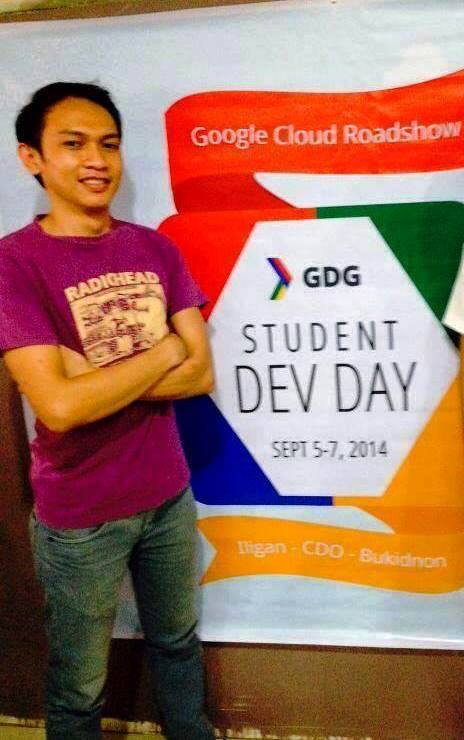 Google Cloud Roadshow
RADIOHEAD
GDG
STUDENT
DEV DAY
SEPT 5-7, 2014
Iligan - CDO - Bukidnon